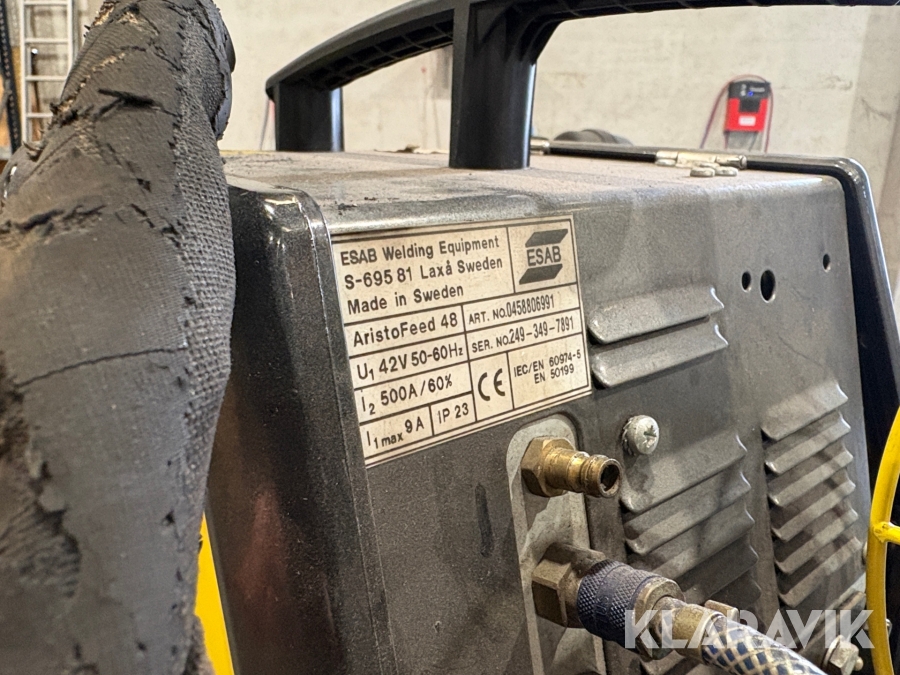 ESAB Welding Equipment
S-695 81 Laxå Sweden
Made in Sweden
ESAB
AristoFeed 48
ART. NO.0458806991
U1 42V 50-60Hz
SER. NO.249-349-7891
I2 500A/60%
CE
IEC/EN 60974-5
EN 50199
I1max 9A
IP 23
KLARAVIK